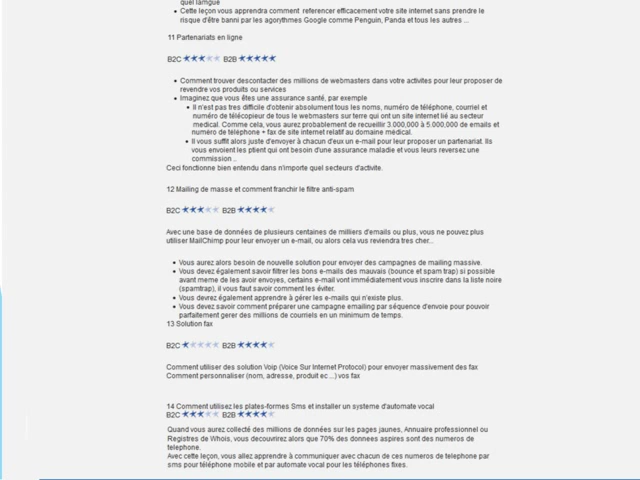 quel lamgue
• Cette leçon vous apprendra comment referencer efficacement votre site internet sans prendre le
risque d'être banni par les agorythmes Google comme Penguin, Panda et tous les autres ...
11 Partenariats en ligne
B2C ★★★★★ B2B ★★★★★
• Comment trouver descontacter des millions de webmasters dans votre activites pour leur proposer de
revendre vos produits ou services
• Imaginez que vous êtes une assurance santé, par exemple
• Il n'est pas tres difficile d'obtenir absolument tous les noms, numéro de téléphone, courriel et
numéro de télécopieur de tous le webmasters sur terre qui ont un site internet lié au secteur
medical. Comme cela, vous aurez probablement de recueillir 3.000,000 à 5.000,000 de emails et
numéro de telephone + fax de site internet relatif au domaine médical.
• Il vous suffit alors juste d'envoyer à chacun d'eux un e-mail pour leur proposer un partenariat. Ils
vous envoient les ptient qui ont besoin d'une assurance maladie et vous leurs reversez une
commission ..
Ceci fonctionne bien entendu dans n'importe quel secteurs d'activite.
12 Mailing de masse et comment franchir le filtre anti-spam
B2C ★★★★★ B2B ★★★★★
Avec une base de données de plusieurs centaines de milliers d'emails ou plus, vous ne pouvez plus
utiliser MailChimp pour leur envoyer un e-mail, ou alors cela vus reviendra tres cher...
• Vous aurez alors besoin de nouvelle solution pour envoyer des campagnes de mailing massive.
• Vous devez également savoir filtrer les bons e-mails des mauvais (bounce et spam trap) si possible
avant meme de les avoir envoyes, certains e-mail vont immédiatement vous inscrire dans la liste noire
(spamtrap), il vous faut savoir comment les éviter.
• Vous devrez également apprendre à gérer les e-mails qui n'existe plus.
• Vous devez savoir comment préparer une campagne emailing par séquence d'envoie pour pouvoir
parfaitement gerer des millions de courriels en un minimum de temps.
13 Solution fax
B2C ★★★★★ B2B ★★★★★
Comment utiliser des solution Voip (Voice Sur Internet Protocol) pour envoyer massivement des fax
Comment personnaliser (nom, adresse, produit ec ...) vos fax
14 Comment utilisez les plates-formes Sms et installer un systeme d'automate vocal
B2C ★★★★★ B2B ★★★★★
Quand vous aurez collecté des millions de données sur les pages jaunes, Annuaire professionnel ou
Registres de Whois, vous decouvrirez alors que 70% des donnees aspires sont des numeros de
telephone.
Avec cette leçon, vous allez apprendre à communiquer avec chacun de ces numeros de telephone par
sms pour téléphone mobile et par automate vocal pour les téléphones fixes.